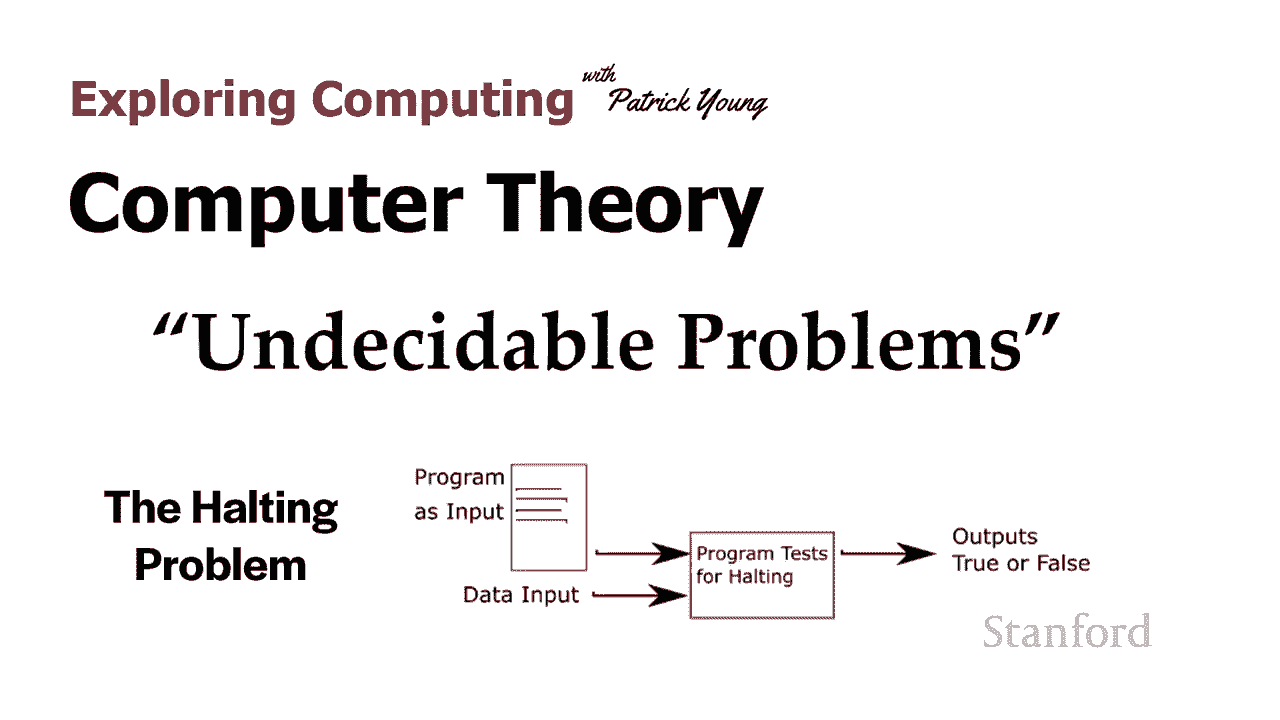 Exploring Computing with Patrick Young
Computer Theory
“Undecidable Problems”
The Halting
Problem
Program
as Input
Data Input
Program Tests
for Halting
Outputs
True or False
Stanford